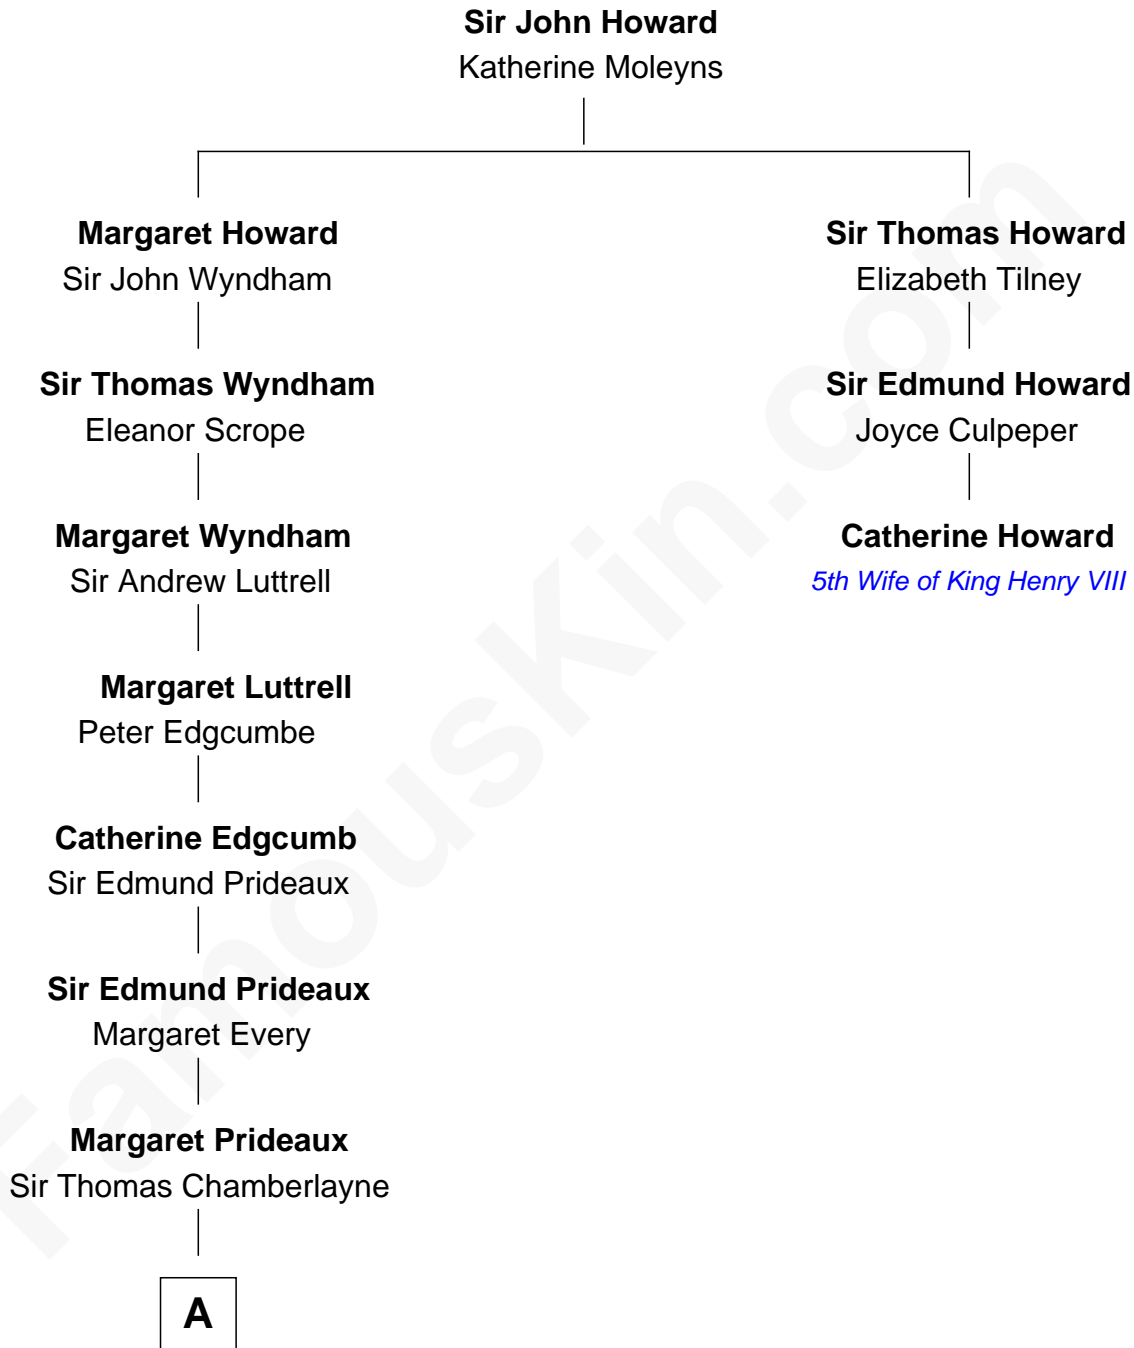 Sir John Howard
Katherine Moleyns
Margaret Howard
Sir John Wyndham
Sir Thomas Wyndham
Eleanor Scrope
Margaret Wyndham
Sir Andrew Luttrell
Margaret Luttrell
Peter Edgcumbe
Catherine Edgcumb
Sir Edmund Prideaux
Sir Edmund Prideaux
Margaret Every
Margaret Prideaux
Sir Thomas Chamberlayne
A
Sir Thomas Howard
Elizabeth Tilney
Sir Edmund Howard
Joyce Culpeper
Catherine Howard
5th Wife of King Henry VIII
FamousKin.com